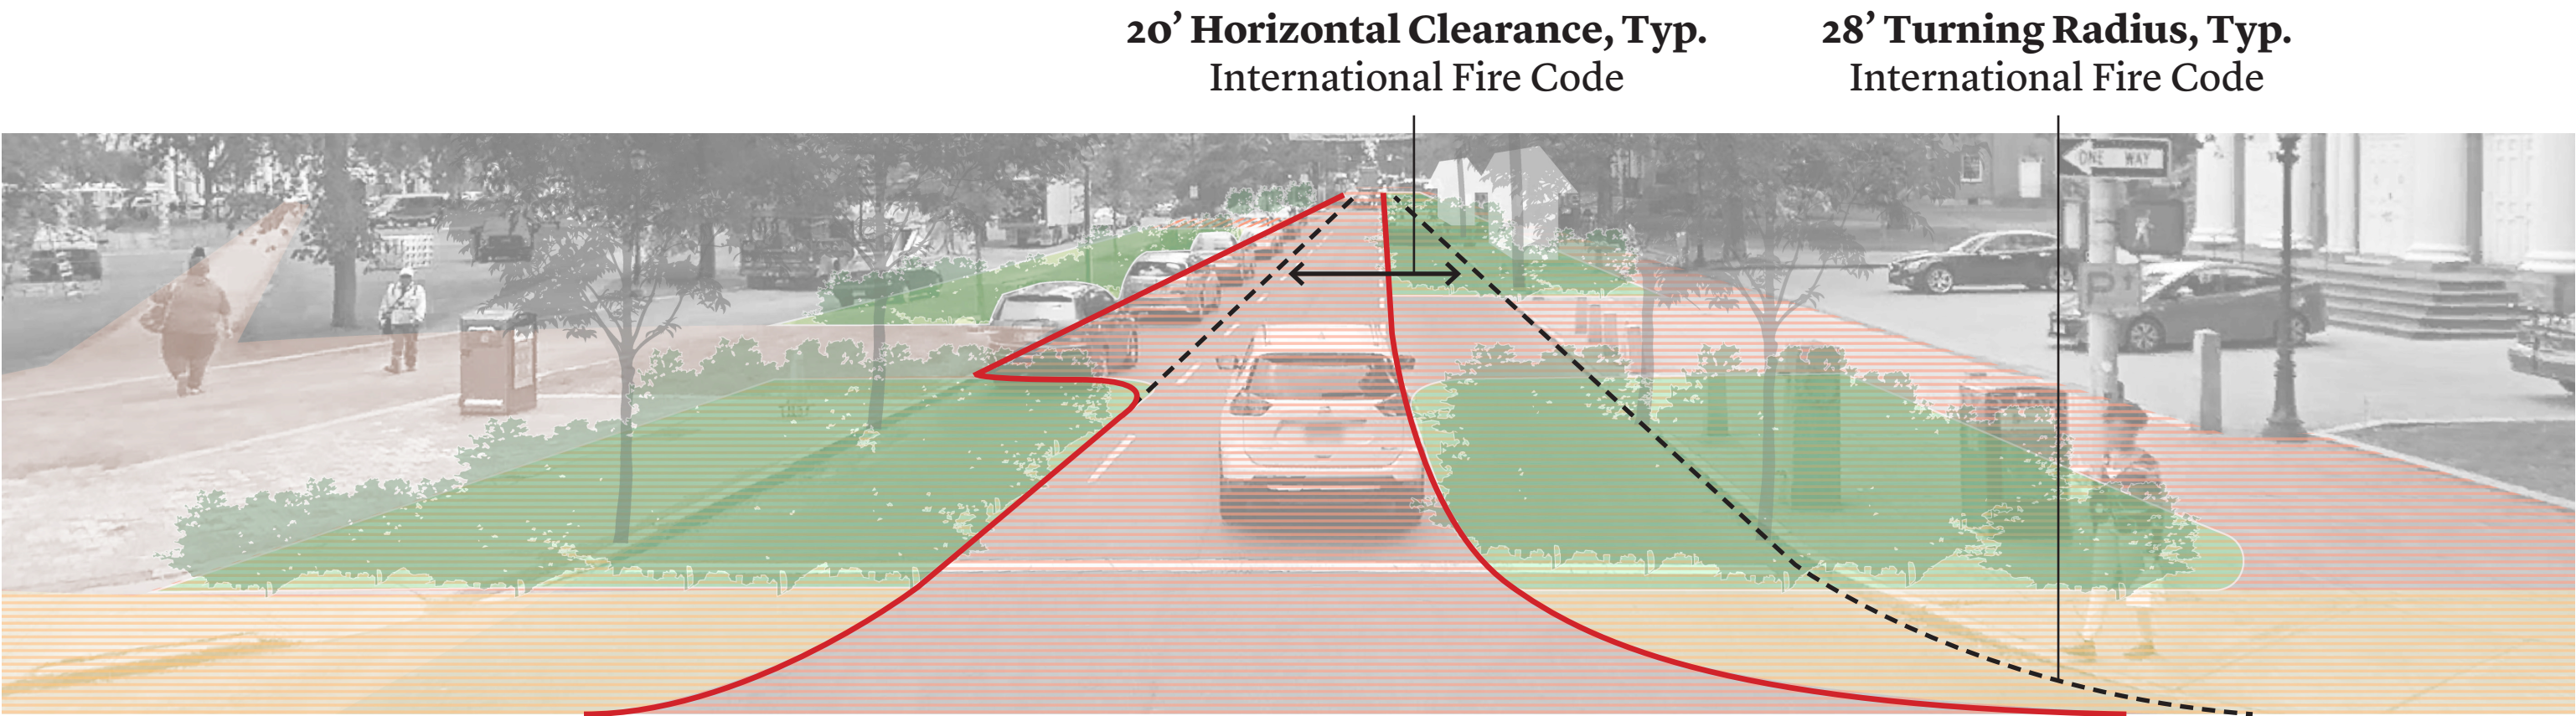 20’ Horizontal Clearance, Typ.
International Fire Code
28’ Turning Radius, Typ.
International Fire Code
ONE WAY
P